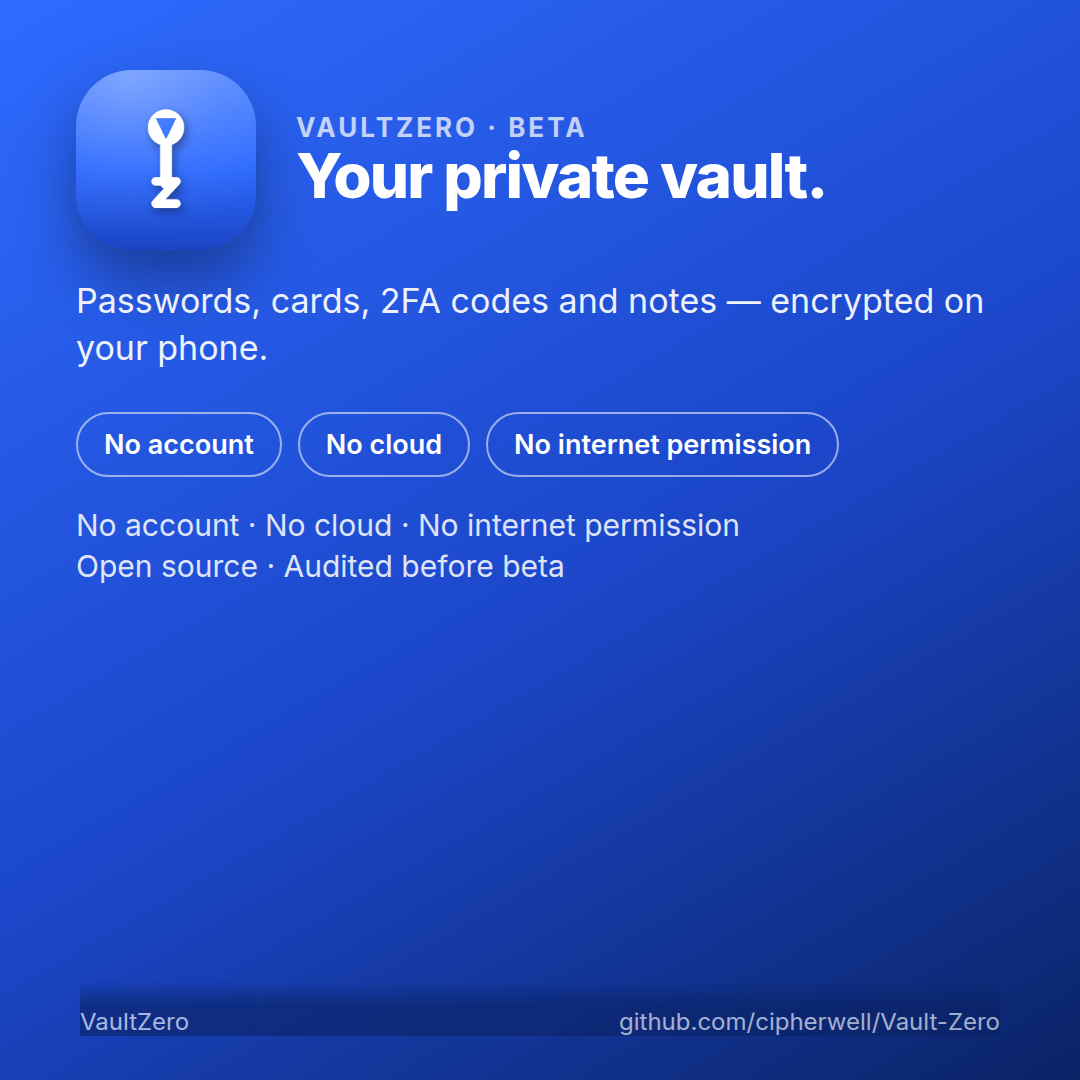 VAULTZERO · BETA
Your private vault.
Passwords, cards, 2FA codes and notes — encrypted on
your phone.
No account
No cloud
No internet permission
No account · No cloud · No internet permission
Open source · Audited before beta
VaultZero
github.com/cipherwell/Vault-Zero